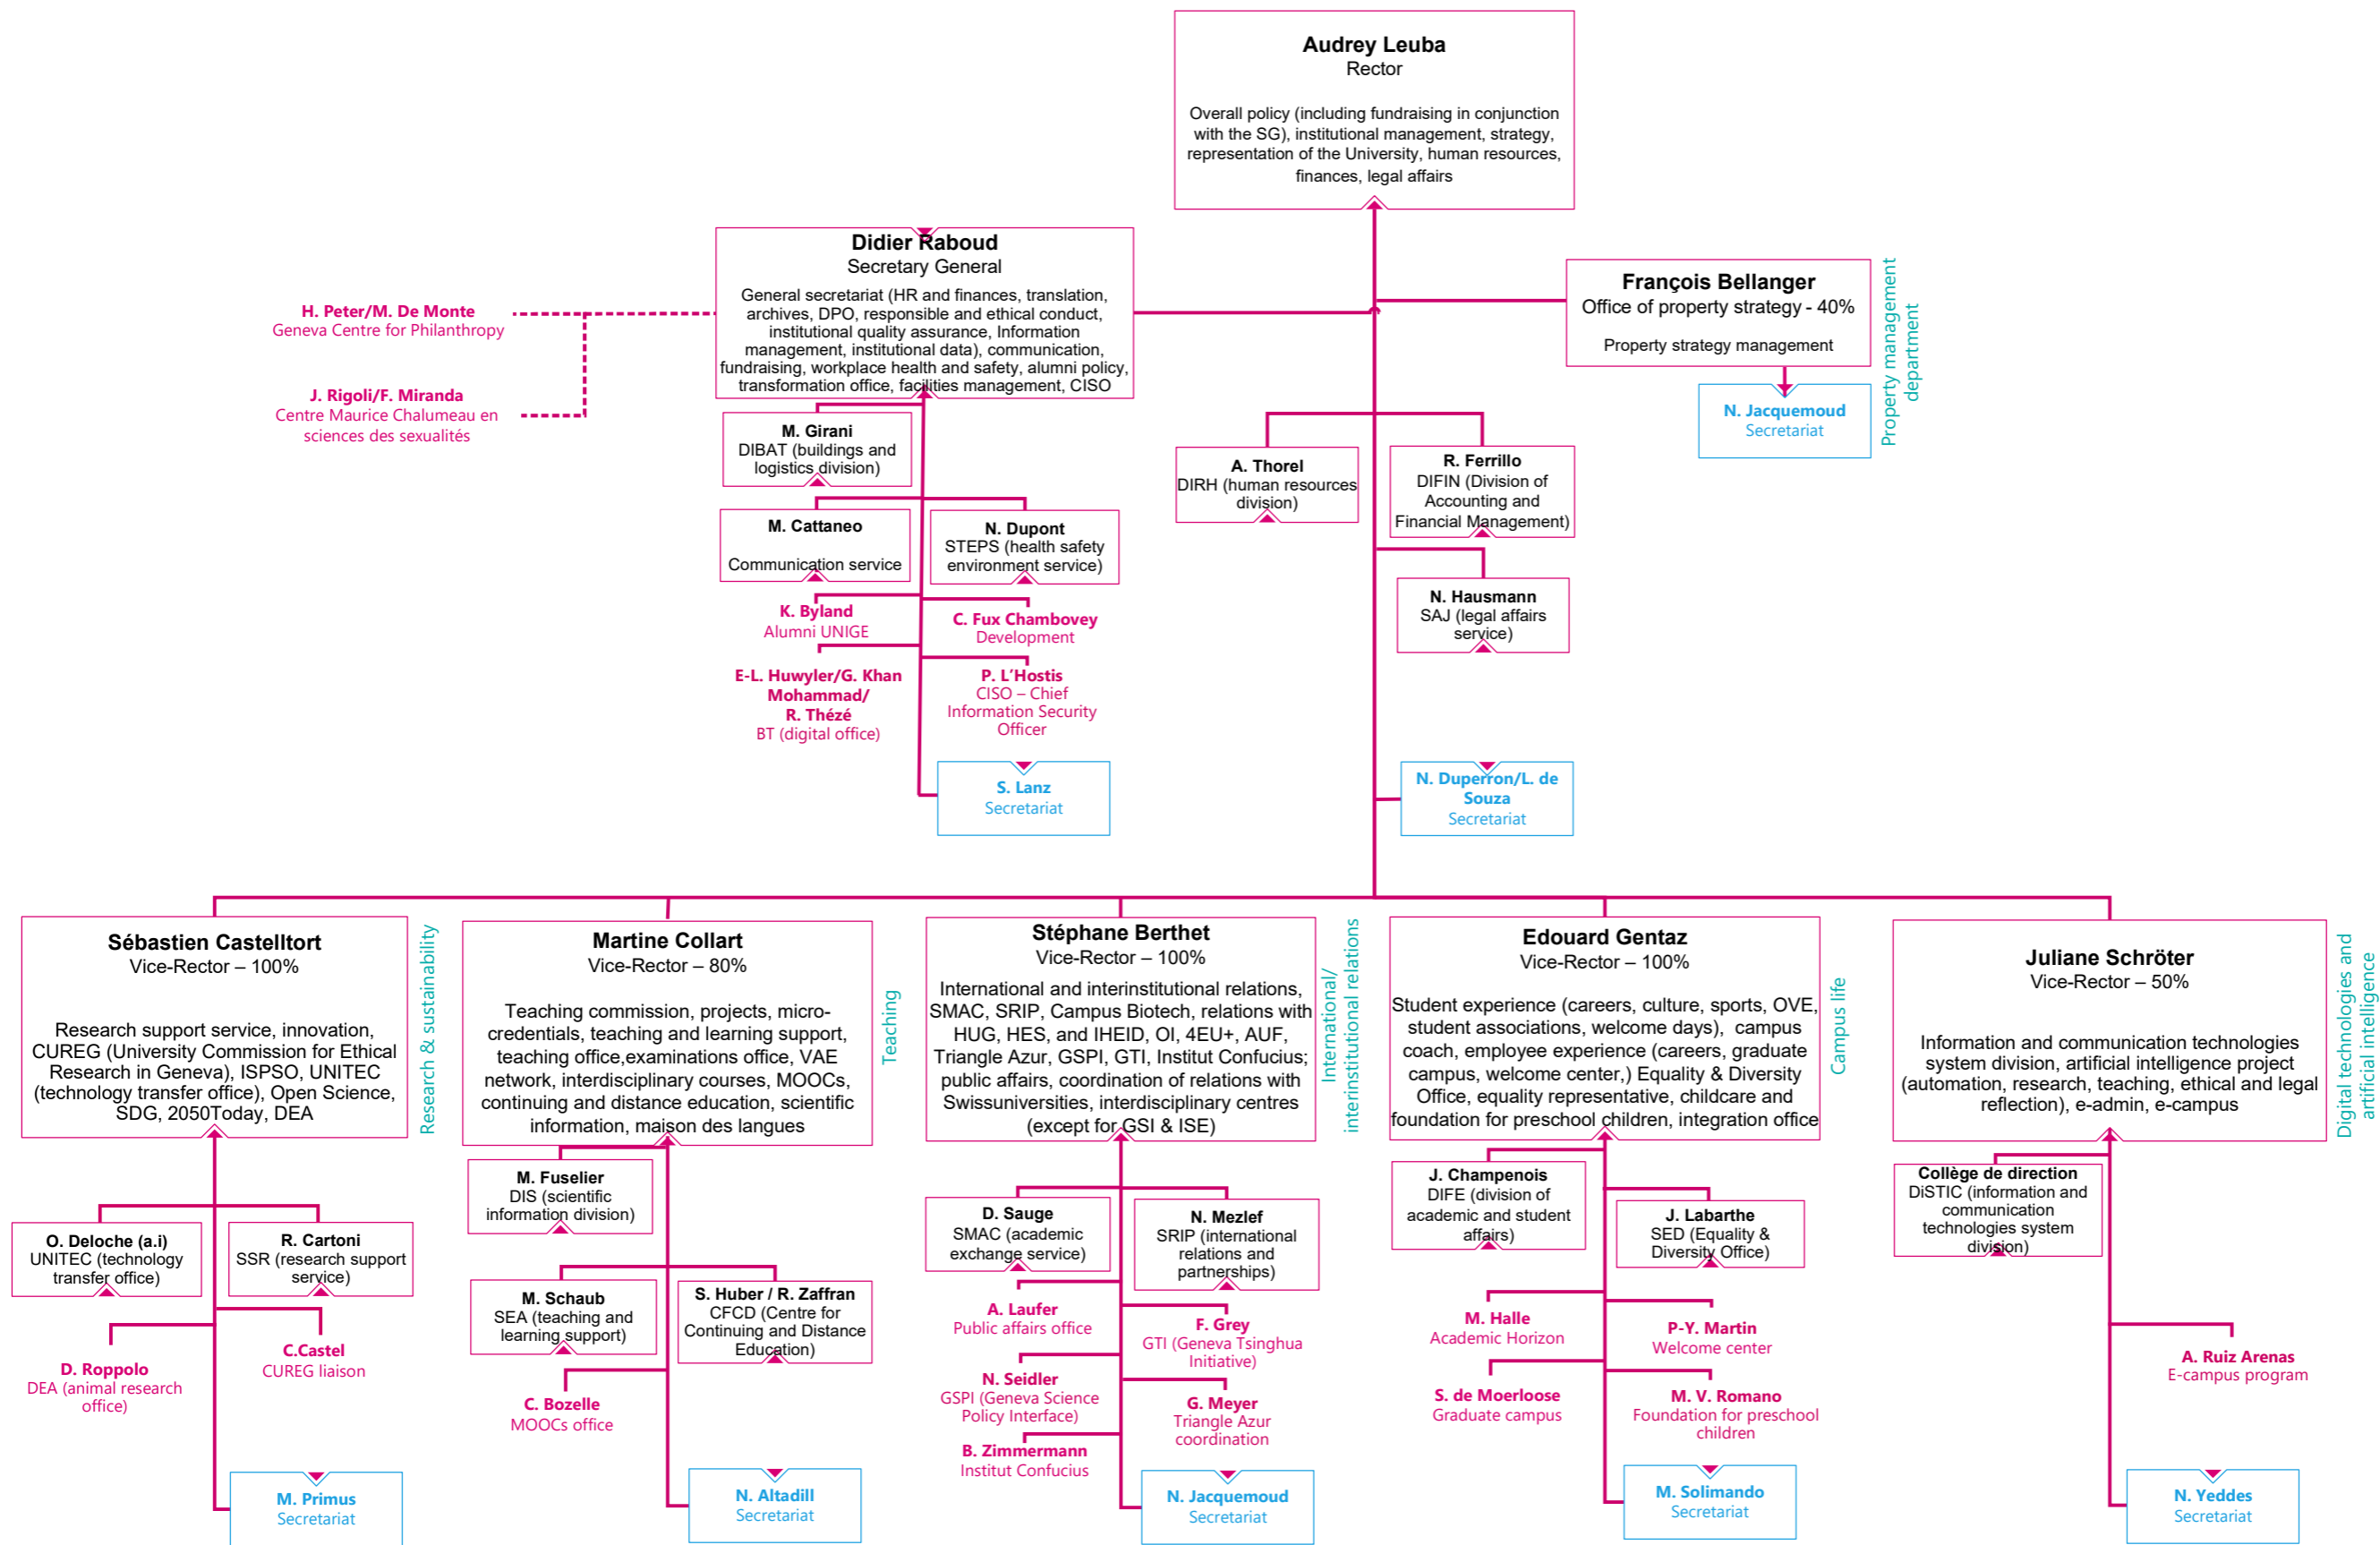 Audrey Leuba
Rector
Overall policy (including fundraising in conjunction
with the SG), institutional management, strategy,
representation of the University, human resources,
finances, legal affairs
Didier Raboud
Secretary General
General secretariat (HR and finances, translation,
archives, DPO, responsible and ethical conduct,
institutional quality assurance, Information
management, institutional data), communication,
fundraising, workplace health and safety, alumni policy,
transformation office, facilities management, CISO
François Bellanger
Office of property strategy - 40%
Property strategy management
Property management
department
N. Jacquemoud
Secretariat
H. Peter/M. De Monte
Geneva Centre for Philanthropy
J. Rigoli/F. Miranda
Centre Maurice Chalumeau en
sciences des sexualités
M. Girani
DIBAT (buildings and
logistics division)
M. Cattaneo
Communication service
N. Dupont
STEPS (health safety
environment service)
K. Byland
Alumni UNIGE
C. Fux Chambovey
Development
E-L. Huwyler/G. Khan
Mohammad/
R. Thézé
BT (digital office)
P. L’Hostis
CISO – Chief
Information Security
Officer
S. Lanz
Secretariat
A. Thorel
DIRH (human resources
division)
R. Ferrillo
DIFIN (Division of
Accounting and
Financial Management)
N. Hausmann
SAJ (legal affairs
service)
N. Duperron/L. de
Souza
Secretariat
Sébastien Castelltort
Vice-Rector – 100%
Research support service, innovation,
CUREG (University Commission for Ethical
Research in Geneva), ISPSO, UNITEC
(technology transfer office), Open Science,
SDG, 2050Today, DEA
Research & sustainability
O. Deloche (a.i)
UNITEC (technology
transfer office)
R. Cartoni
SSR (research support
service)
D. Roppolo
DEA (animal research
office)
C.Castel
CUREG liaison
M. Primus
Secretariat
Martine Collart
Vice-Rector – 80%
Teaching commission, projects, micro-
credentials, teaching and learning support,
teaching office,examinations office, VAE
network, interdisciplinary courses, MOOCs,
continuing and distance education, scientific
information, maison des langues
Teaching
M. Fuselier
DIS (scientific
information division)
M. Schaub
SEA (teaching and
learning support)
S. Huber / R. Zaffran
CFCD (Centre for
Continuing and Distance
Education)
C. Bozelle
MOOCs office
N. Altadill
Secretariat
Stéphane Berthet
Vice-Rector – 100%
International and interinstitutional relations,
SMAC, SRIP, Campus Biotech, relations with
HUG, HES, and IHEID, OI, 4EU+, AUF,
Triangle Azur, GSPI, GTI, Institut Confucius;
public affairs, coordination of relations with
Swissuniversities, interdisciplinary centres
(except for GSI & ISE)
International/
interinstitutional relations
D. Sauge
SMAC (academic
exchange service)
N. Mezlef
SRIP (international
relations and
partnerships)
A. Laufer
Public affairs office
F. Grey
GTI (Geneva Tsinghua
Initiative)
N. Seidler
GSPI (Geneva Science
Policy Interface)
G. Meyer
Triangle Azur
coordination
B. Zimmermann
Institut Confucius
N. Jacquemoud
Secretariat
Edouard Gentaz
Vice-Rector – 100%
Student experience (careers, culture, sports, OVE,
student associations, welcome days), campus
coach, employee experience (careers, graduate
campus, welcome center,) Equality & Diversity
Office, equality representative, childcare and
foundation for preschool children, integration office
Campus life
J. Champenois
DIFE (division of
academic and student
affairs)
J. Labarthe
SED (Equality &
Diversity Office)
M. Halle
Academic Horizon
P-Y. Martin
Welcome center
S. de Moerloose
Graduate campus
M. V. Romano
Foundation for preschool
children
M. Solimando
Secretariat
Juliane Schröter
Vice-Rector – 50%
Information and communication technologies
system division, artificial intelligence project
(automation, research, teaching, ethical and legal
reflection), e-admin, e-campus
Digital technologies and
artificial intelligence
Collège de direction
DiSTIC (information and
communication
technologies system
division)
A. Ruiz Arenas
E-campus program
N. Yeddes
Secretariat